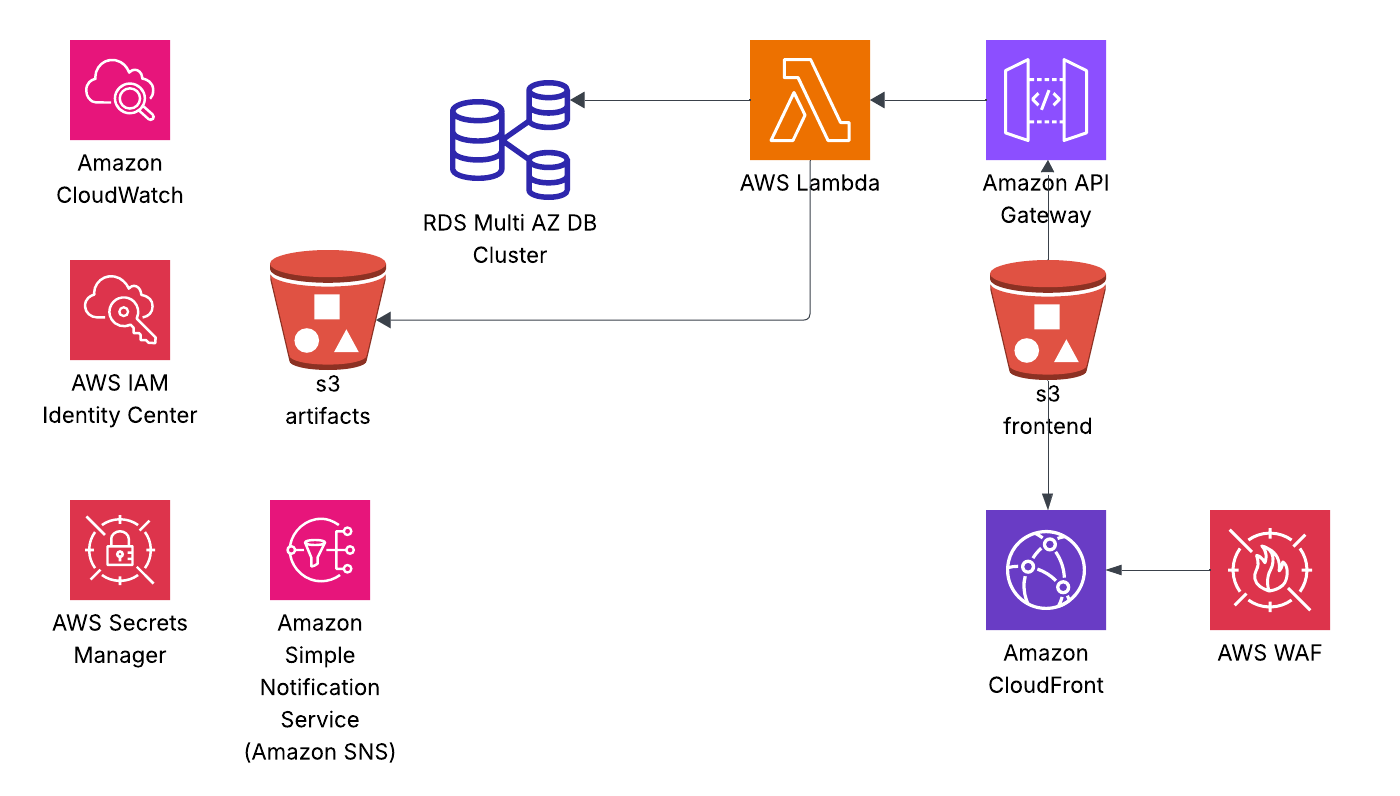 Amazon
CloudWatch
RDS Multi AZ DB
Cluster
AWS Lambda
</>
Amazon API
Gateway
AWS IAM
Identity Center
s3
artifacts
s3
frontend
AWS Secrets
Manager
Amazon
Simple
Notification
Service
(Amazon SNS)
Amazon
CloudFront
AWS WAF